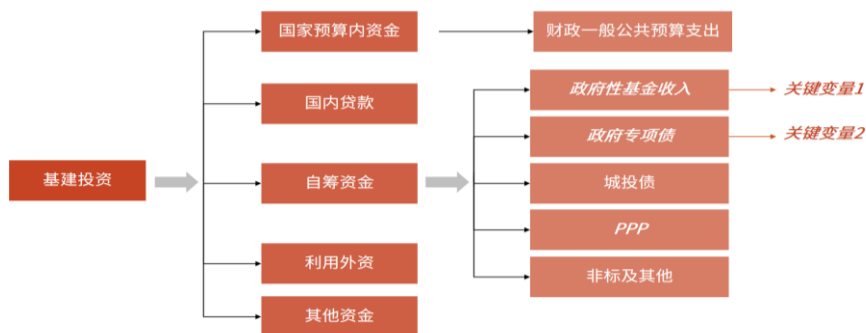 国家预算内资金
财政一般公共预算支出
国内贷款
政府性基金收入
关键变量1
政府专项债
关键变量2
基建投资
自筹资金
城投债
PPP
利用外资
非标及其他
其他资金